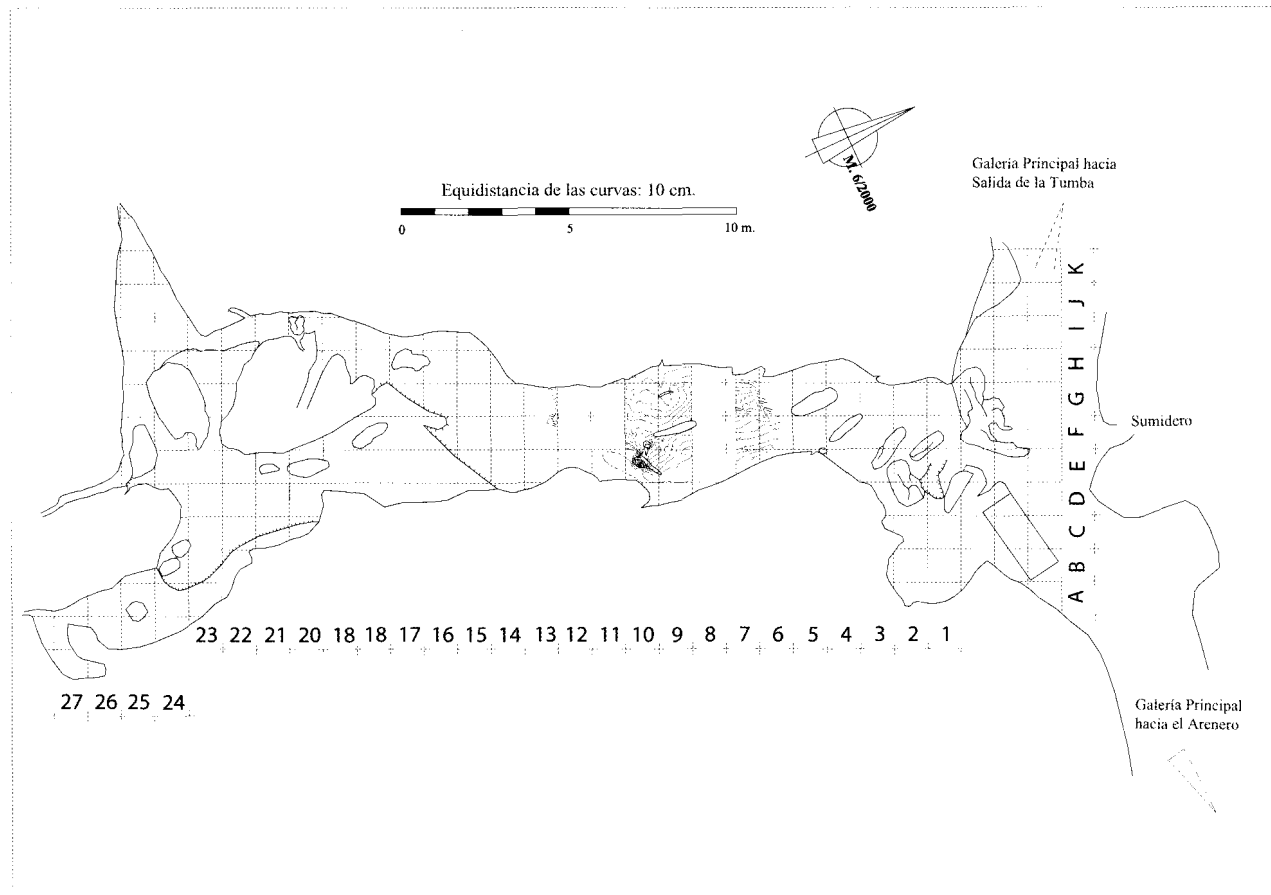 M. 6/2000
Galería Principal hacia
Salida de la Tumba
Equidistancia de las curvas: 10 cm.
0 5 10 m.
K
J
I
H
G
F
E
D
C
B
A
Sumidero
23 22 21 20 18 18 17 16 15 14 13 12 11 10 9 8 7 6 5 4 3 2 1
27 26 25 24
Galería Principal
hacia el Arenero